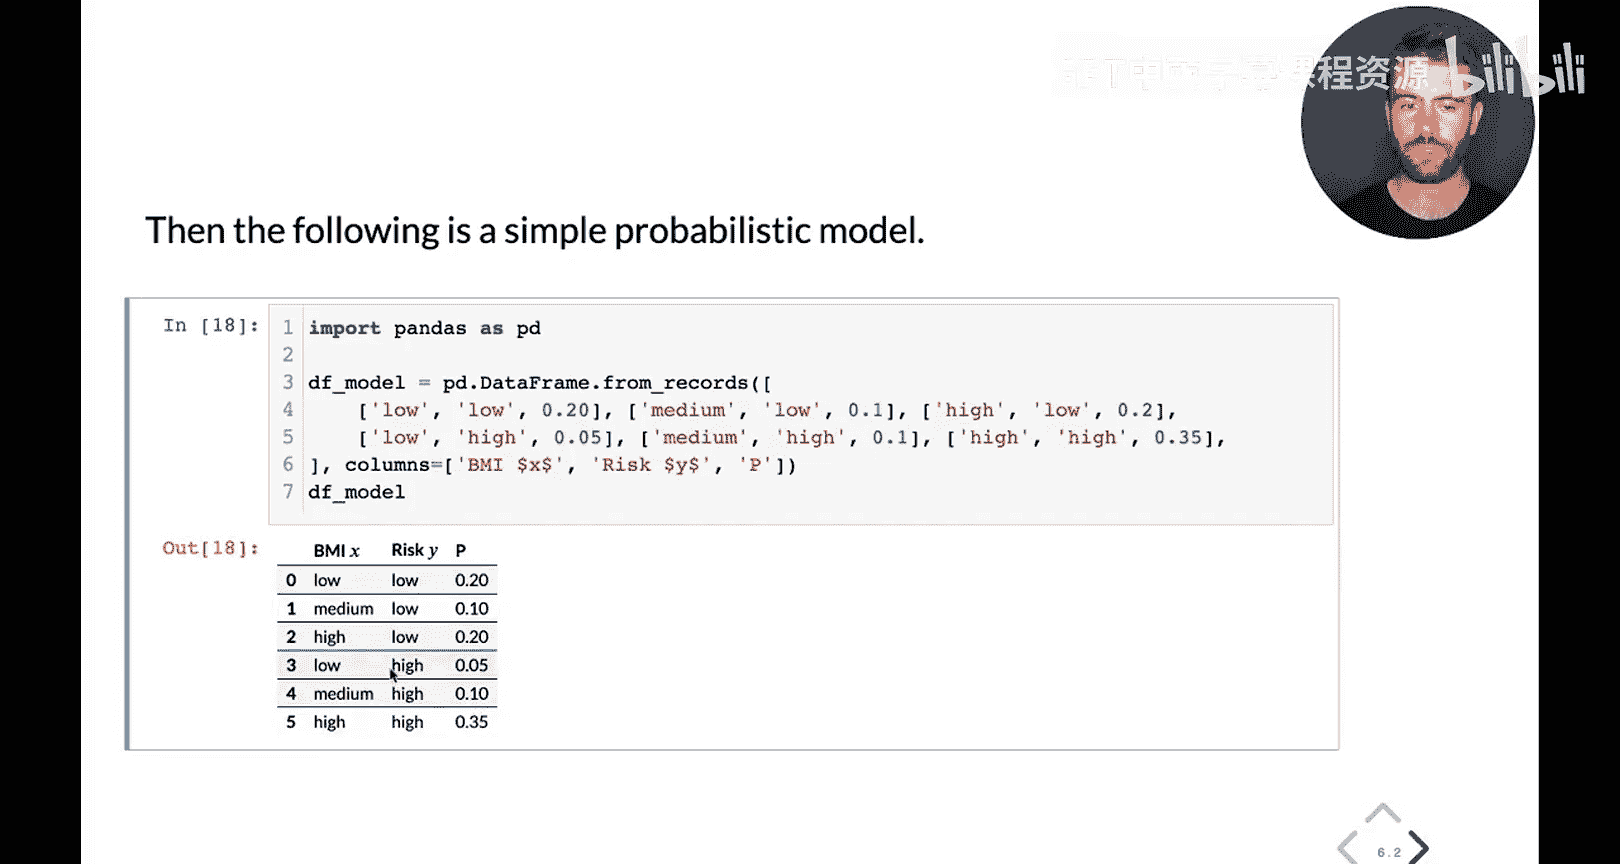 课程资源 bilibili
Then the following is a simple probabilistic model.
In [18]:
1 import pandas as pd
2
3 df_model = pd.DataFrame.from_records([
4     ['low', 'low', 0.20], ['medium', 'low', 0.1], ['high', 'low', 0.2],
5     ['low', 'high', 0.05], ['medium', 'high', 0.1], ['high', 'high', 0.35],
6 ], columns=['BMI $x$', 'Risk $y$', 'P'])
7 df_model
Out[18]:
BMI x Risk y P
0 low low 0.20
1 medium low 0.10
2 high low 0.20
3 low high 0.05
4 medium high 0.10
5 high high 0.35
6.2